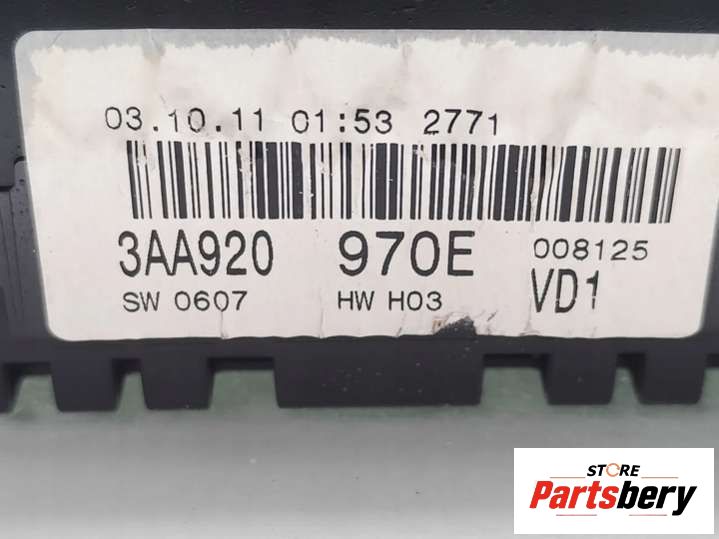 03.10.11 01:53 2771
3AA920 970E 008125
SW 0607 HW H03 VD1
STORE
Partsbery